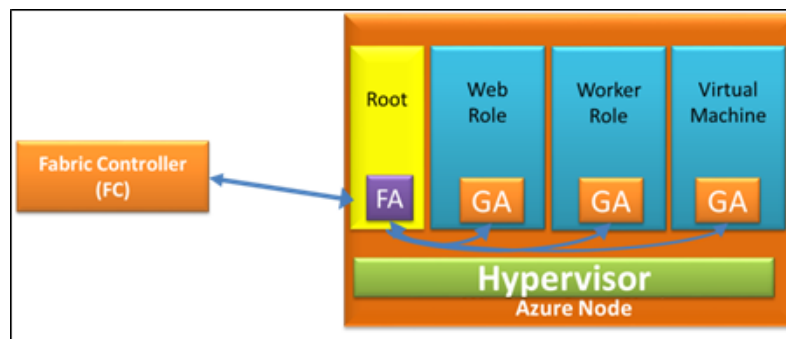 Fabric Controller
(FC)
Root
Web
Role
Worker
Role
Virtual
Machine
FA
GA
GA
GA
Hypervisor
Azure Node